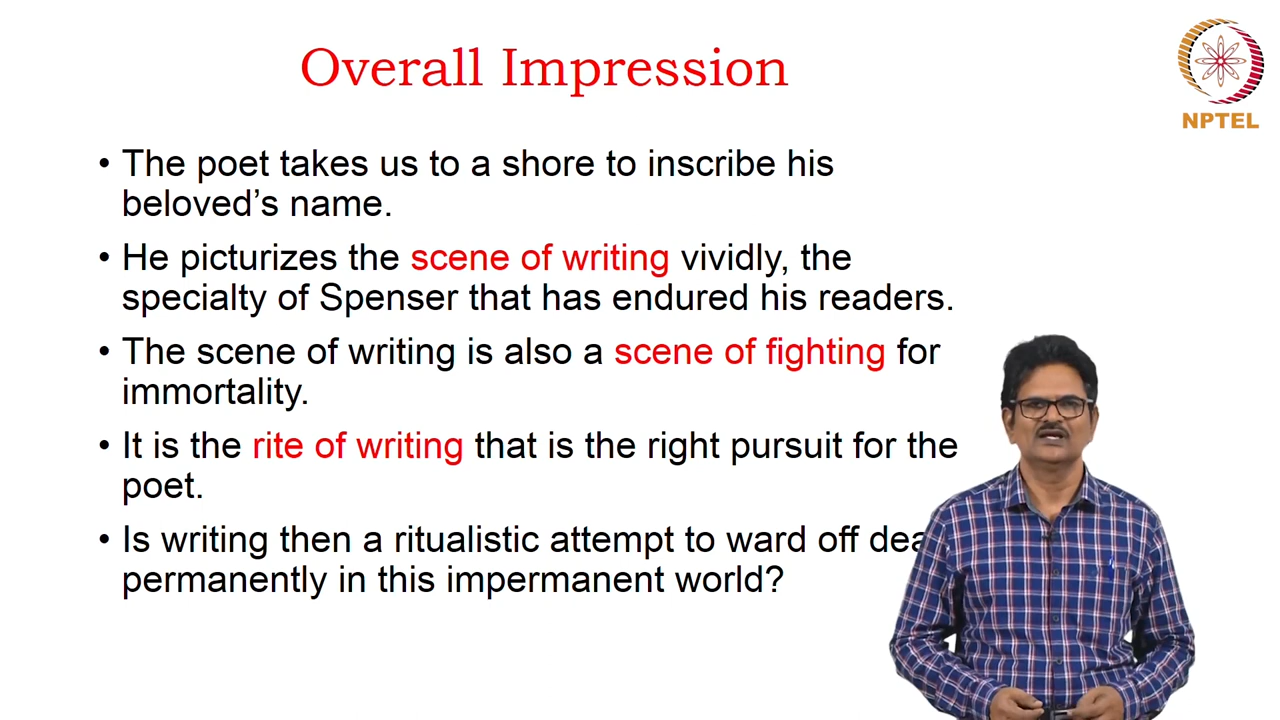 Overall Impression
NPTEL
• The poet takes us to a shore to inscribe his
beloved’s name.
• He picturizes the scene of writing vividly, the
specialty of Spenser that has endured his readers.
• The scene of writing is also a scene of fighting for
immortality.
• It is the rite of writing that is the right pursuit for the
poet.
• Is writing then a ritualistic attempt to ward off
permanently in this impermanent world?